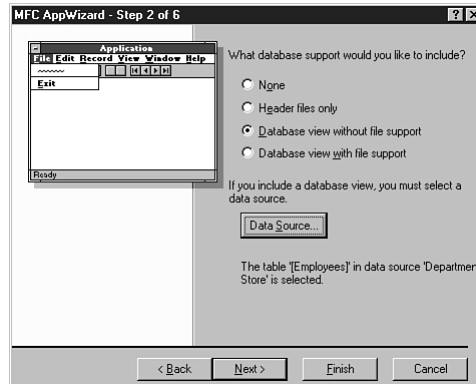 MFC AppWizard - Step 2 of 6
Application
File Edit Record View Window Help
Exit
Ready
What database support would you like to include?
None
Header files only
Database view without file support
Database view with file support
If you include a database view, you must select a
data source.
Data Source...
The table '[Employees]' in data source 'Departmen
Store' is selected.
< Back
Next >
Finish
Cancel